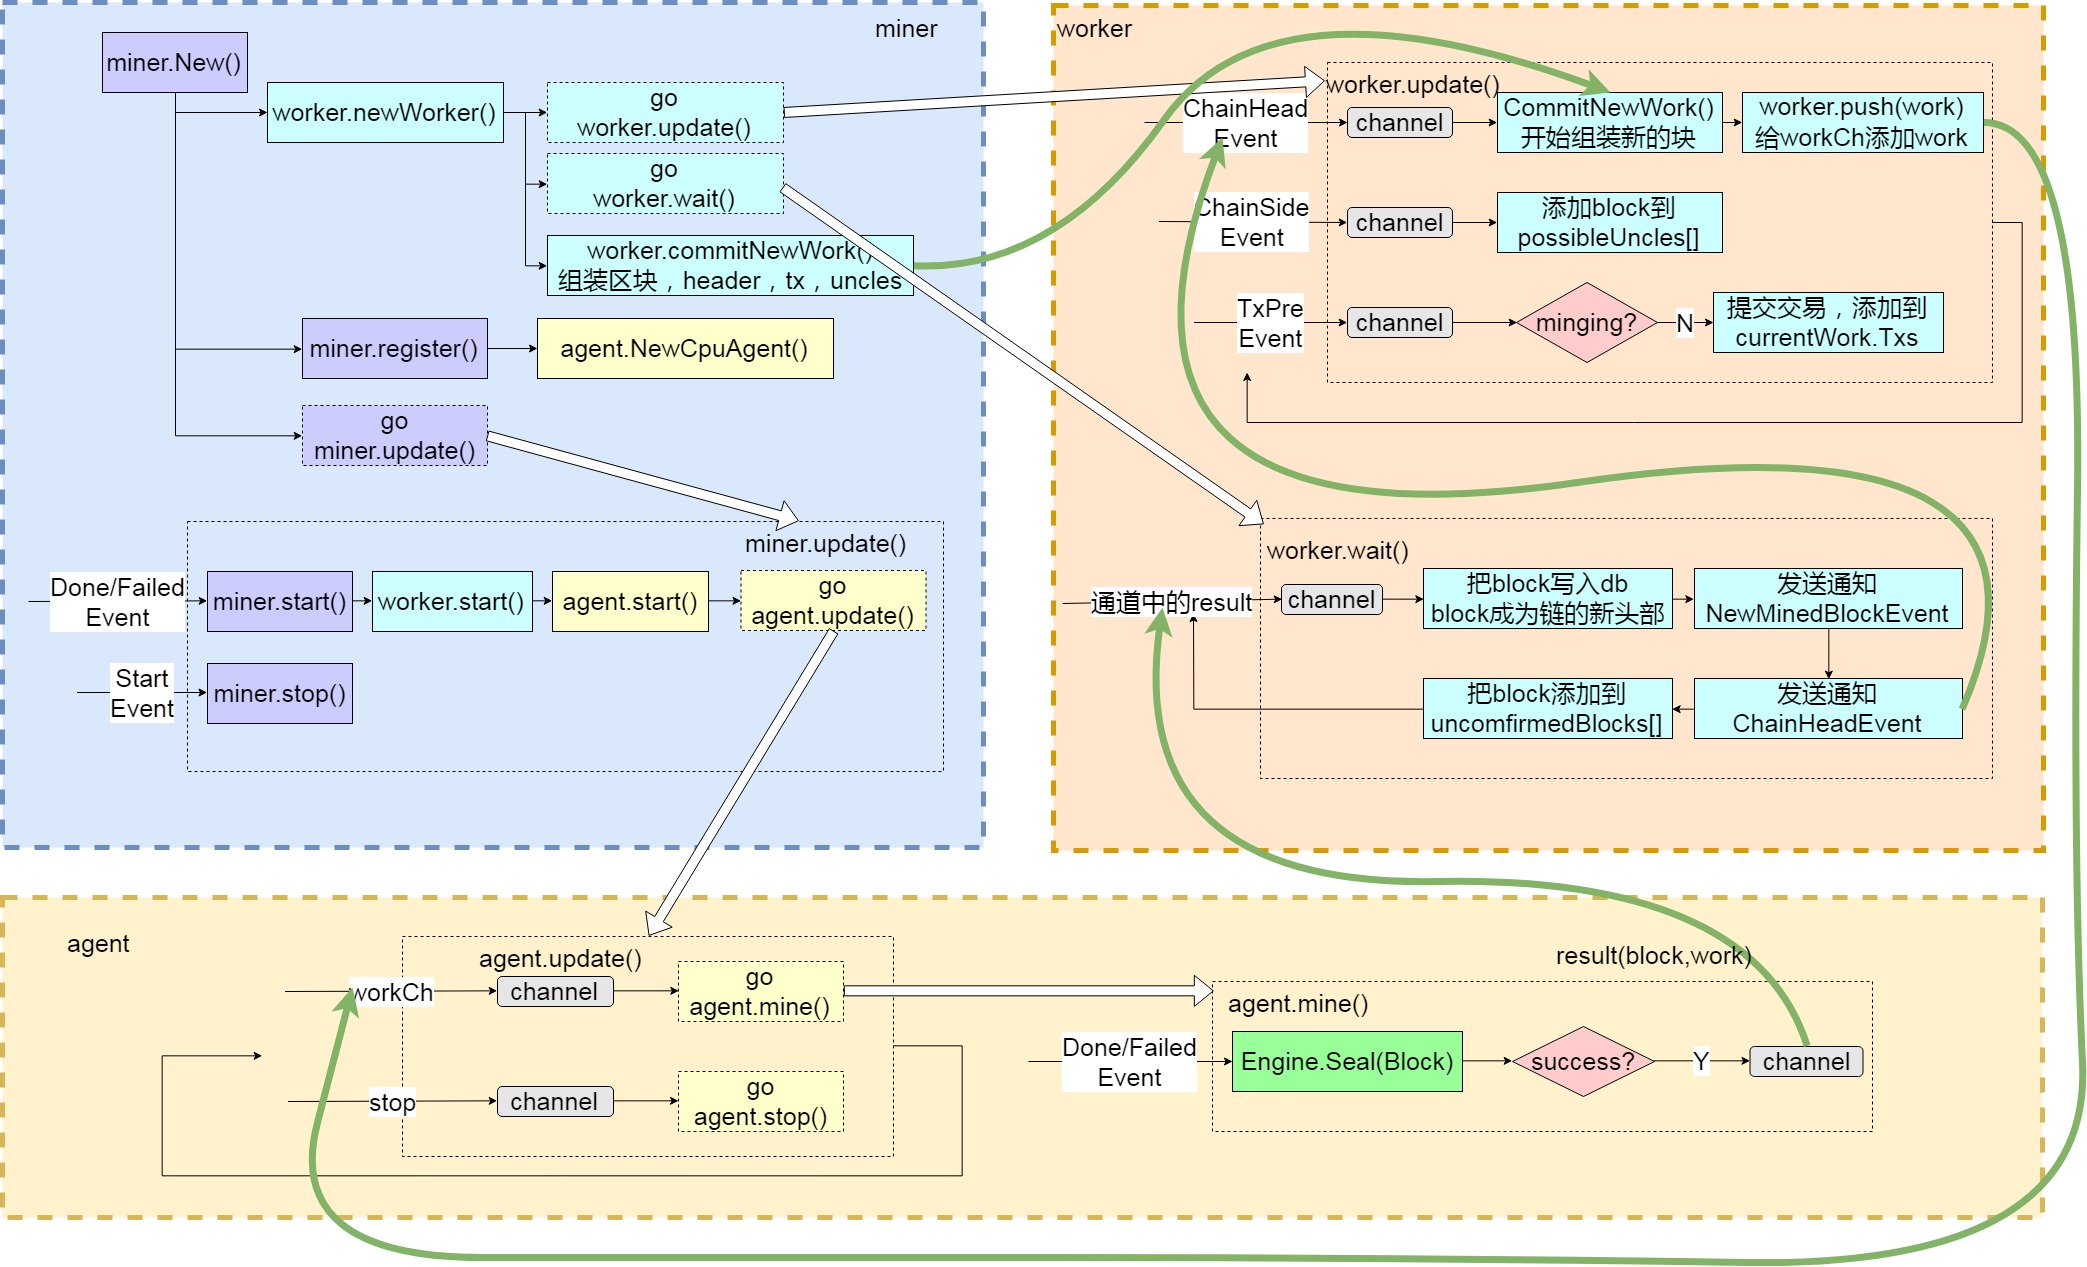 miner
miner.New()
worker.newWorker()
go
worker.update()
go
worker.wait()
worker.commitNewWork()
组装区块，header，tx，uncles
miner.register()
agent.NewCpuAgent()
go
miner.update()
miner.update()
Done/Failed
Event
miner.start()
worker.start()
agent.start()
go
agent.update()
Start
Event
miner.stop()
worker
worker.update()
ChainHead
Event
channel
CommitNewWork()
开始组装新的块
worker.push(work)
给workCh添加work
ChainSide
Event
channel
添加block到
possibleUncles[]
TxPre
Event
channel
minging?
N
提交交易，添加到
currentWork.Txs
worker.wait()
通道中的result
channel
把block写入db
block成为链的新头部
发送通知
NewMinedBlockEvent
把block添加到
uncomfirmedBlocks[]
发送通知
ChainHeadEvent
agent
agent.update()
workCh
channel
go
agent.mine()
stop
channel
go
agent.stop()
result(block,work)
agent.mine()
Done/Failed
Event
Engine.Seal(Block)
success?
Y
channel